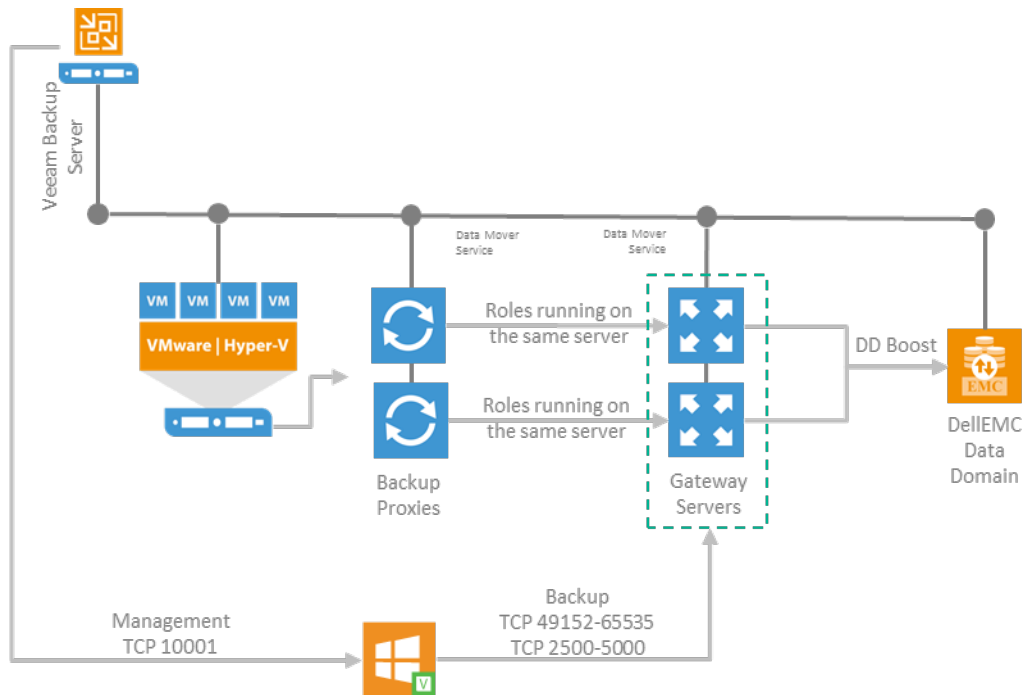 Veeam Backup
Server
Data Mover
Service
Data Mover
Service
VM VM VM VM
VMware | Hyper-V
Roles running on
the same server
Roles running on
the same server
DD Boost
EMC
DellEMC
Data
Domain
Backup
Proxies
Gateway
Servers
Management
TCP 10001
Backup
TCP 49152-65535
TCP 2500-5000
V